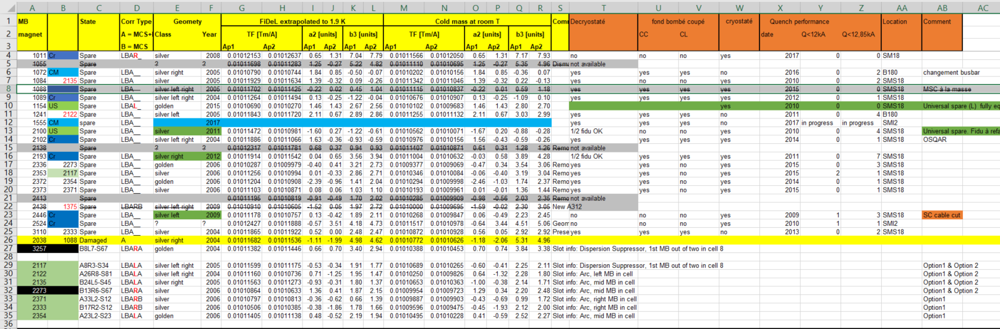 A B C D E F G H I J K L M N O P Q R S T U V W X Y Z AA AB AC
1 MB State Corr Type Geomety FiDeL extrapolated to 1.9 K Cold mass at room T Com Decryostaté fond bombé coupé cryostaté Quench performance Location Comment
2 magnet A = MCS+ Class Year TF [Tm/A] a2 [units] b3 [units] TF [Tm/A] a2 [units] b3 [units] CC CL date Q<12kA Q<12,85kA
3 B = MCS Ap1 Ap2 Ap1 Ap2 Ap1 Ap2 Ap1 Ap2 Ap1 Ap2 Ap1 Ap2
4 1011 Cr Spare LBAR_ silver 2008 0.01012153 0.01012637 0.65 1.31 7.04 7.79 0.01011566 0.01012050 0.65 1.31 7.17 7.93 no no no yes 2017 0 0 SM18
5 1055 Spare ? ? 0.01011698 0.01011283 1.25 -0.27 5.22 4.82 0.01011110 0.01010695 1.25 -0.27 5.35 4.96 Disma not available
6 1072 CM Spare LBA__ silver right 2005 0.01010790 0.01010744 1.84 0.85 -0.50 -0.07 0.01010202 0.01010156 1.84 0.85 -0.36 0.07 yes yes yes no 2016 0 2 B180 changement busbar
7 1084 2135 Spare LBA__ silver 2005 0.01011929 0.01011634 1.39 -0.32 0.09 -0.26 0.01011342 0.01011046 1.39 -0.32 0.22 -0.13 yes no no yes 2010 0 2 SMS18
8 1088 Spare LBA__ silver left right 2005 0.01011702 0.01011425 -0.22 0.02 0.45 1.04 0.01011115 0.01010837 -0.22 0.01 0.59 1.18 yes yes yes yes 2015 0 0 SMS18 MSC à la masse
9 1089 Cr Spare LBA__ silver left right 2004 0.01011264 0.01011494 0.13 -0.25 -1.22 -0.04 0.01010676 0.01010907 0.13 -0.25 -1.09 0.10 yes yes yes yes 2012 0 1 SMS18
10 1154 US Spare LBAL_ golden 2015 0.01010690 0.01010270 1.46 1.43 2.67 2.56 0.01010102 0.01009683 1.46 1.43 2.80 2.70 yes 2010 0 0 SMS18 Universal spare (L) fully eq
11 1241 2122 Spare LBA__ silver left 2005 0.01011843 0.01011720 2.11 0.67 2.89 2.86 0.01011255 0.01011132 2.11 0.67 3.03 2.99 yes yes yes no 2011 0 4 B180
12 1555 CM spare LBA__ 2017 yes yes yes no 2017 in progress in progress SMI2
13 2100 US Spare LBA__ silver 2011 0.01011472 0.01010981 -1.60 0.27 -1.22 -0.61 0.01010562 0.01010071 -1.67 0.20 -0.88 -0.28 1/2 fidu OK no no yes 2010 0 4 SMS18 Universal spare. Fidu à refa
14 2102 Cr Spare LBA__ silver left right 2004 0.01011886 0.01011066 1.63 -0.36 -0.93 -0.59 0.01010976 0.01010156 1.56 -0.43 -0.59 -0.26 yes yes yes yes 2014 0 1 SMS18 OSQAR
15 2138 Spare ? ? 0.01012317 0.01011781 0.68 0.37 0.94 0.93 0.01011407 0.01010871 0.61 0.31 1.28 1.26 Remo not available
16 2193 Cr Spare LBA__ silver right 2012 0.01011914 0.01011542 0.04 0.65 3.56 3.94 0.01011004 0.01010632 -0.03 0.58 3.89 4.28 1/2 fidu OK yes yes yes 2011 0 7 SMS18
17 2336 2273 Spare LBA__ golden 2006 0.01010287 0.01009979 -0.40 0.41 3.21 2.73 0.01009377 0.01009069 -0.47 0.34 3.54 3.06 Remo yes yes no yes 2015 0 3 SMS18
18 2353 2117 Spare LBA__ silver 2006 0.01011256 0.01010994 0.01 -0.33 2.86 2.71 0.01010346 0.01010084 -0.06 -0.40 3.19 3.04 Remo yes yes no yes 2015 2 1 SMS18
19 2372 2354 Spare LBA__ golden 2006 0.01011204 0.01010908 -2.39 -0.96 1.41 2.04 0.01010294 0.01009998 -2.46 -1.03 1.74 2.37 Remo yes yes no yes 2014 0 1 SMS18
20 2373 2371 Spare LBA__ silver 2006 0.01011103 0.01010871 0.08 0.06 1.03 1.10 0.01010193 0.01009961 0.01 -0.01 1.36 1.44 Remo yes yes no yes 2015 0 1 SMS18
21 2413 Spare 0.01011195 0.01010819 -0.91 -0.49 1.70 2.02 0.01010285 0.01009909 -0.98 -0.56 2.03 2.35 Remo not available
22 2438 1375 Spare LBARB silver left right 2009 0.01010910 0.01010605 -1.52 0.05 1.97 2.72 0.01010000 0.01009695 -1.59 -0.02 2.30 3.05 New A312
23 2446 Cr Spare LBA__ silver left 2009 0.01011178 0.01010757 0.13 -0.42 1.89 2.11 0.01010268 0.01009847 0.06 -0.49 2.23 2.45 no no no yes 2009 1 3 SMS18 SC cable cut
24 2524 Cr Spare LBA__ ? ? 0.01012427 0.01011888 -0.57 3.51 4.18 4.73 0.01011517 0.01010978 -0.64 3.44 4.51 5.06 Geom no no no yes 2010 1 1 SMI2
25 3110 2333 Spare LBA__ silver 2004 0.01011865 0.01011922 0.52 0.00 2.48 2.47 0.01010872 0.01010928 0.56 0.05 2.92 2.92 Prese yes yes yes no 2013 0 2 SMS18
26 2038 1088 Damaged A silver right 2004 0.01011682 0.01011536 -1.11 -1.99 4.98 4.62 0.01010772 0.01010626 -1.18 -2.06 5.31 4.96
27 3257 B8L7-S67 LBARA golden 2004 0.01011382 0.01011446 0.66 0.70 3.40 2.94 0.01010388 0.01010453 0.70 0.74 3.84 3.38 Slot info: Dispersion Suppressor, 1st MB out of two in cell 8
28
29 2117 A8R3-S34 LBALA silver left right 2005 0.01011599 0.01011175 -0.53 -0.34 1.91 1.77 0.01010689 0.01010265 -0.60 -0.41 2.25 2.11 Slot info: Dispersion Suppressor, 1st MB out of two in cell 8 Option1 & Option 2
30 2122 A26R8-S81 LBALA silver left right 2004 0.01011160 0.01010736 0.71 -1.25 1.95 1.47 0.01010250 0.01009826 0.64 -1.32 2.28 1.80 Slot info: Arc, left MB in cell Option1 & Option 2
31 2135 B24L5-S45 LBALA silver right 2005 0.01011563 0.01011273 -0.93 -0.31 1.80 1.37 0.01010653 0.01010363 -1.00 -0.38 2.14 1.71 Slot info: Arc, mid MB in cell Option1 & Option 2
32 2273 B13R6-S67 LBARA silver 2006 0.01010864 0.01010633 1.36 0.41 1.87 2.15 0.01009954 0.01009723 1.29 0.34 2.20 2.48 Slot info: Arc, mid MB in cell Option1 & Option 2
33 2371 A33L2-S12 LBARB silver 2006 0.01010797 0.01010813 -0.36 -0.62 0.66 1.39 0.01009887 0.01009903 -0.43 -0.69 0.99 1.72 Slot info: Arc, right MB in cell Option1
34 2333 B17R2-S12 LBARB silver 2006 0.01010506 0.01010385 -0.38 -1.86 1.78 1.66 0.01009596 0.01009475 -0.45 -1.93 2.12 2.00 Slot info: Arc, right MB in cell Option1
35 2354 A23L2-S23 LBALA golden 2006 0.01011405 0.01011138 0.48 -0.52 2.19 1.94 0.01010495 0.01010228 0.41 -0.59 2.52 2.27 Slot info: Arc, mid MB in cell Option1
36